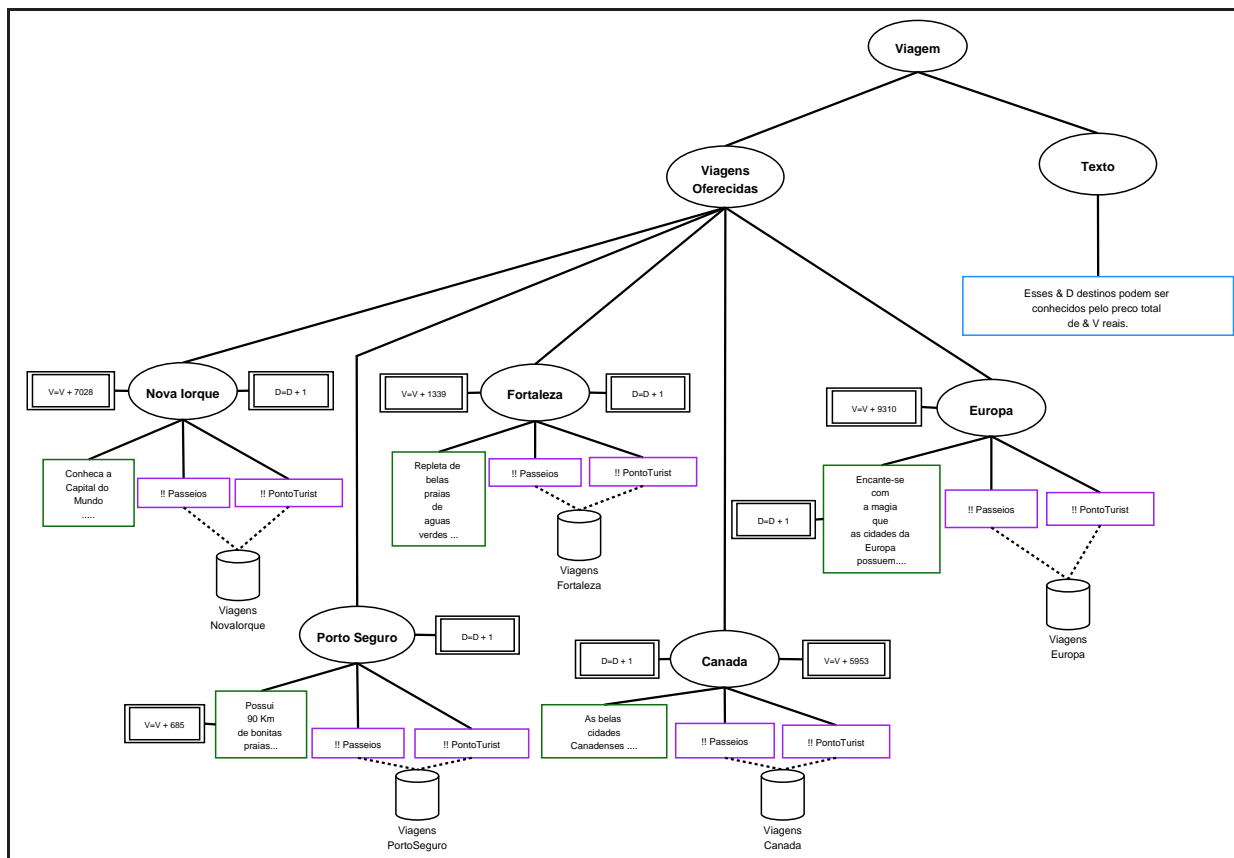 Viagem
Viagens
Oferecidas
Texto
Esses & D destinos podem ser
conhecidos pelo preco total
de & V reais.
V=V + 7028
Nova Iorque
D=D + 1
Conheca a
Capital do
Mundo
.....
!! Passeios
!! PontoTurist
Viagens
NovaIorque
V=V + 1339
Fortaleza
D=D + 1
Repleta de
belas
praias
de
aguas
verdes ...
!! Passeios
!! PontoTurist
Viagens
Fortaleza
V=V + 9310
Europa
D=D + 1
Encante-se
com
a magia
que
as cidades da
Europa
possuem....
!! Passeios
!! PontoTurist
Viagens
Europa
Porto Seguro
D=D + 1
V=V + 685
Possui
90 Km
de bonitas
praias...
!! Passeios
!! PontoTurist
Viagens
PortoSeguro
D=D + 1
Canada
V=V + 5953
As belas
cidades
Canadenses ....
!! Passeios
!! PontoTurist
Viagens
Canada